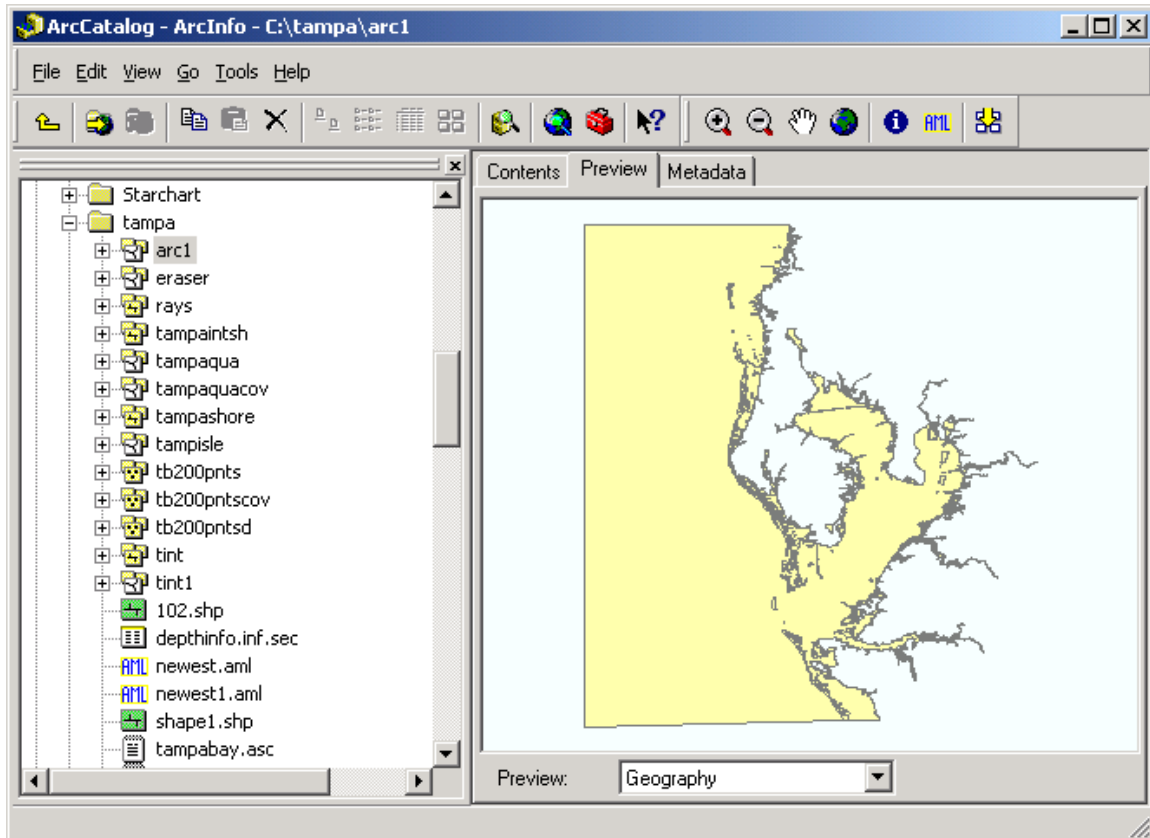 ArcCatalog - ArcInfo - C:\tampa\arc1
File Edit View Go Tools Help
AML
Starchart
tampa
arc1
eraser
rays
tampaintsh
tampaqua
tampaquacov
tampashore
tampisle
tb200pnts
tb200pntscov
tb200pntsd
tint
tint1
102.shp
depthinfo.inf.sec
AML newest.aml
AML newest1.aml
shape1.shp
tampabay.asc
Contents Preview Metadata
Preview: Geography